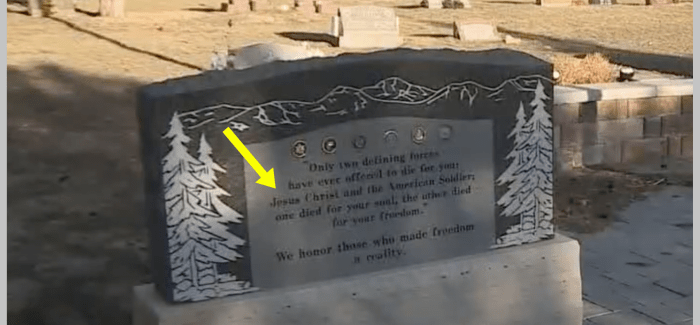 "Only two defining forces
have ever offered to die for you:
Jesus Christ and the American Soldier;
one died for your soul, the other died
for your freedom."
We honor those who made freedom
a reality.